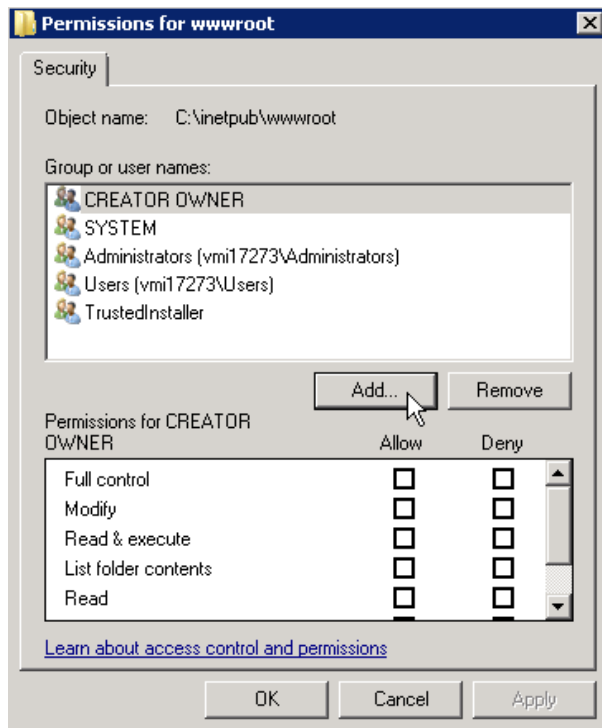 Permissions for wwwroot
Security
Object name: C:\inetpub\wwwroot
Group or user names:
CREATOR OWNER
SYSTEM
Administrators (vmi17273\Administrators)
Users (vmi17273\Users)
TrustedInstaller
Add... Remove
Permissions for CREATOR
OWNER Allow Deny
Full control
Modify
Read & execute
List folder contents
Read
Learn about access control and permissions
OK Cancel Apply